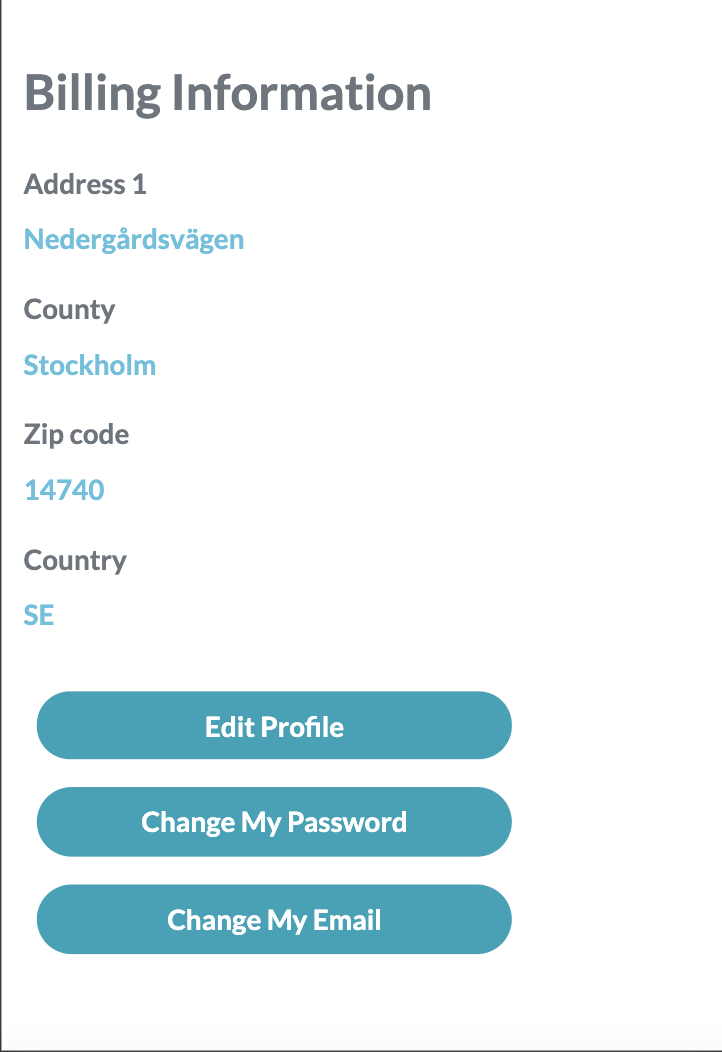 Billing Information
Address 1
Nedergårdsvägen
County
Stockholm
Zip code
14740
Country
SE
Edit Profile
Change My Password
Change My Email